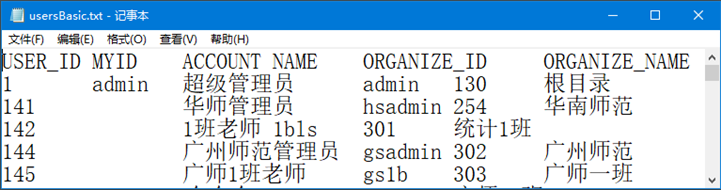 usersBasic.txt - 记事本
文件(F) 编辑(E) 格式(O) 查看(V) 帮助(H)
USER_ID MYID ACCOUNT NAME ORGANIZE_ID ORGANIZE_NAME
1 admin 超级管理员 admin 130 根目录
141 华师管理员 hsadmin 254 华南师范
142 1班老师 1bls 301 统计1班
144 广州师范管理员 gsadmin 302 广州师范
145 广师1班老师 gs1b 303 广师一班